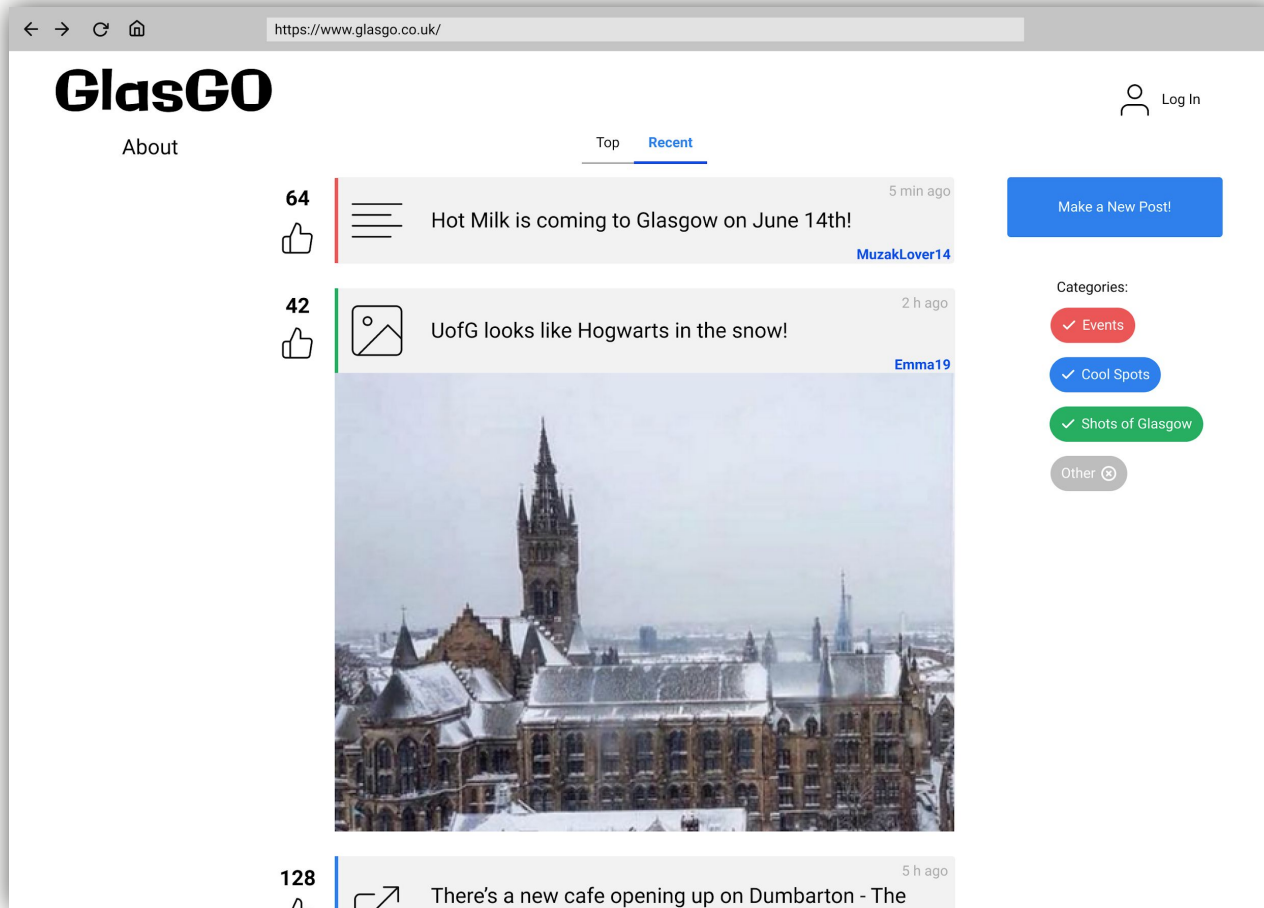 https://www.glasgo.co.uk/
GlasGO
Log In
About
Top
Recent
64
5 min ago
Hot Milk is coming to Glasgow on June 14th!
MuzakLover14
Make a New Post!
42
2 h ago
UofG looks like Hogwarts in the snow!
Emma19
Categories:
Events
Cool Spots
Shots of Glasgow
Other
128
5 h ago
There’s a new cafe opening up on Dumbarton - The